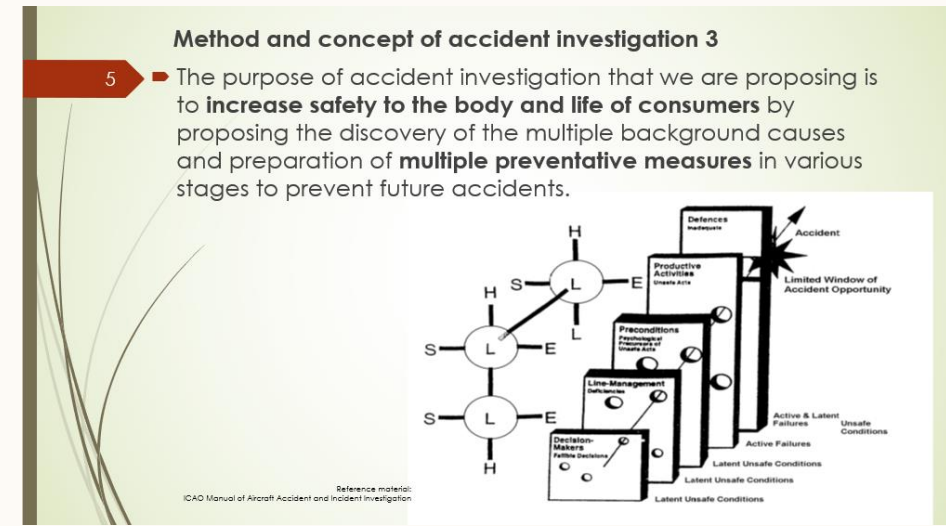 Method and concept of accident investigation 3
5
The purpose of accident investigation that we are proposing is
to increase safety to the body and life of consumers by
proposing the discovery of the multiple background causes
and preparation of multiple preventative measures in various
stages to prevent future accidents.
H
S
L
E
L
H
S
L
E
S
L
E
H
Defences
Inadequate
Accident
Limited Window of
Accident Opportunity
Productive
Activities
Unsafe Acts
Preconditions
Psychological
Precursors of
Unsafe Acts
Line-Management
Deficiencies
Decision-
Makers
Fallible Decisions
Active & Latent
Failures
Unsafe
Conditions
Active Failures
Latent Unsafe Conditions
Latent Unsafe Conditions
Latent Unsafe Conditions
Reference material:
ICAO Manual of Aircraft Accident and Incident Investigation